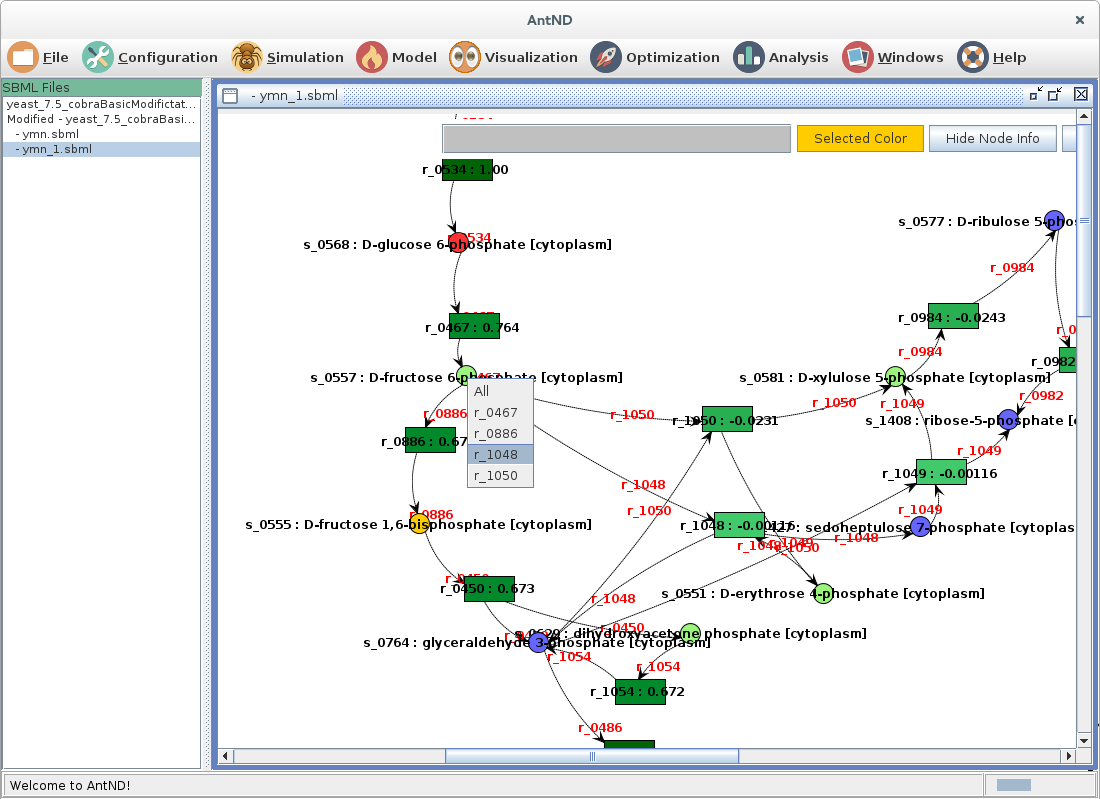 AntND
File Configuration Simulation Model Visualization Optimization Analysis Windows Help
SBML Files
yeast_7.5_cobraBasicModifictat...
Modified - yeast_7.5_cobraBasi...
- ymn.sbml
- ymn_1.sbml
- ymn_1.sbml
Selected Color
Hide Node Info
r_0534 : 1.00
s_0577 : D-ribulose 5-phos
s_0568 : D-glucose 6-phosphate [cytoplasm]
r_0984
r_0984 : -0.0243
r_0467 : 0.764
r_0984
r_0982
s_0557 : D-fructose 6-phosphate [cytoplasm]
s_0581 : D-xylulose 5-phosphate [cytoplasm]
All
r_0467
r_0886
r_1048
r_1050
r_0982
r_1050
r_1049
r_0886
r_1050
r_1050 : -0.0231
s_1408 : ribose-5-phosphate [c
r_0886 : 0.67
r_1049
r_1049 : -0.00116
r_1048
r_1050
r_1049
r_0886
s_0555 : D-fructose 1,6-bisphosphate [cytoplasm]
r_1048 : -0.00116
427 : sedoheptulose 7-phosphate [cytoplas
r_1048
r_1049
r_1050
r_1048
r_0450 : 0.673
s_0551 : D-erythrose 4-phosphate [cytoplasm]
r_1048
r_0450
s_0629 : dihydroxyacetone phosphate [cytoplasm]
s_0764 : glyceraldehyde 3-phosphate [cytoplasm]
r_1054
r_1054
r_1054 : 0.672
r_0486
Welcome to AntND!